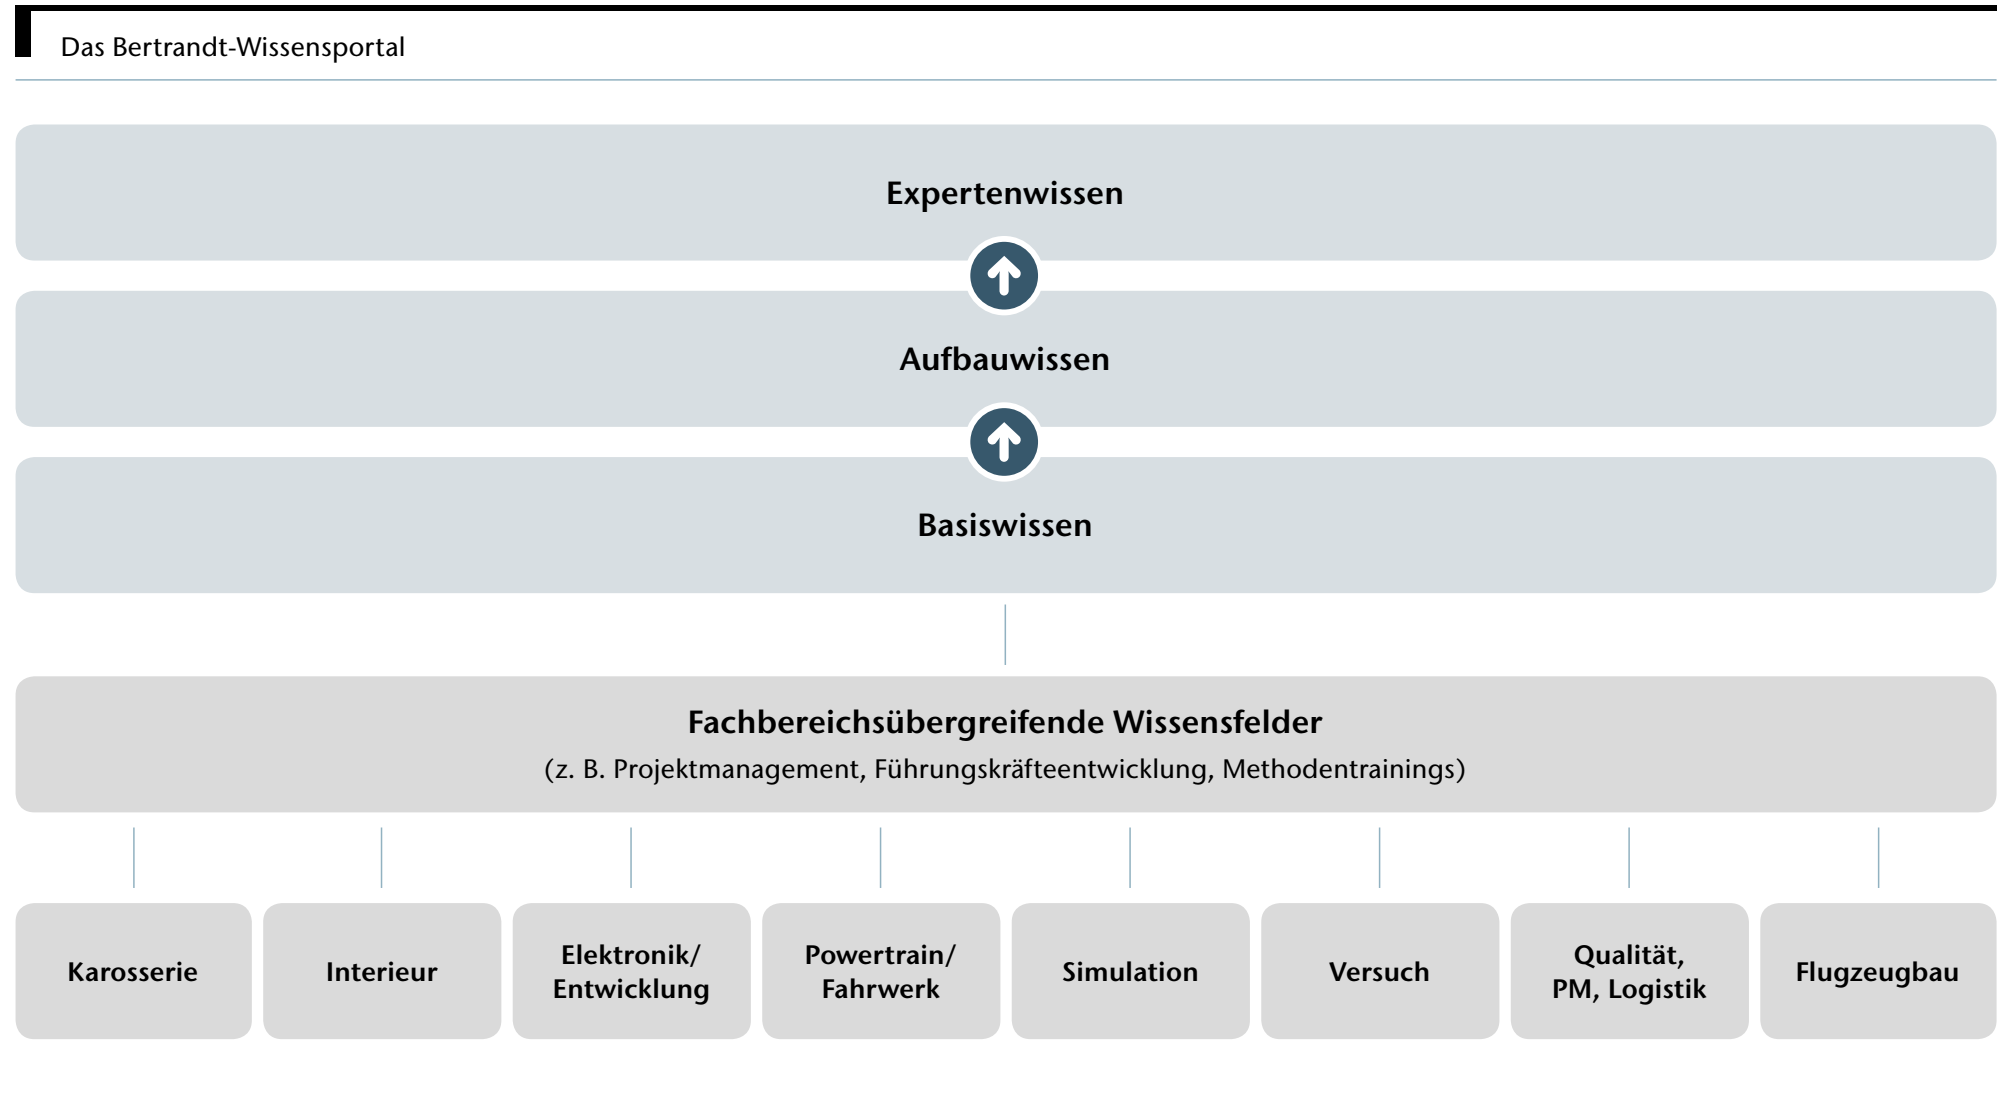 Das Bertrandt-Wissensportal
Expertenwissen
Aufbauwissen
Basiswissen
Fachbereichsübergreifende Wissensfelder
(z. B. Projektmanagement, Führungskräfteentwicklung, Methodentrainings)
Karosserie
Interieur
Elektronik/
Entwicklung
Powertrain/
Fahrwerk
Simulation
Versuch
Qualität,
PM, Logistik
Flugzeugbau